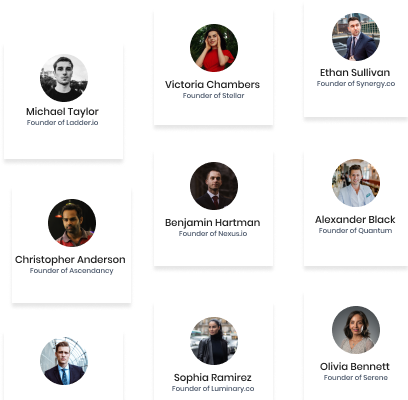 Michael Taylor
Founder of Ladder.io
Christopher Anderson
Founder of Ascendancy
Victoria Chambers
Founder of Stellar
Benjamin Hartman
Founder of Nexus.io
Sophia Ramirez
Founder of Luminary.co
Ethan Sullivan
Founder of Synergy.co
Alexander Black
Founder of Quantum
Olivia Bennett
Founder of Serene